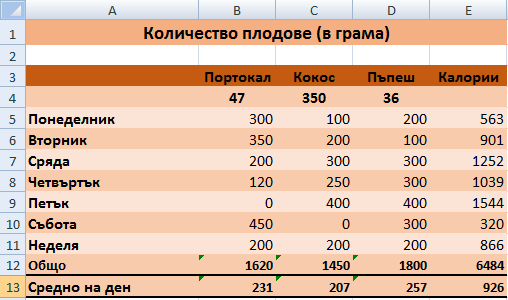 A B C D E
1 Количество плодове (в грама)
2
3 Портокал Кокос Пъпеш Калории
4 47 350 36
5 Понеделник 300 100 200 563
6 Вторник 350 200 100 901
7 Сряда 200 300 300 1252
8 Четвъртък 120 250 300 1039
9 Петък 0 400 400 1544
10 Събота 450 0 300 320
11 Неделя 200 200 200 866
12 Общо 1620 1450 1800 6484
13 Средно на ден 231 207 257 926